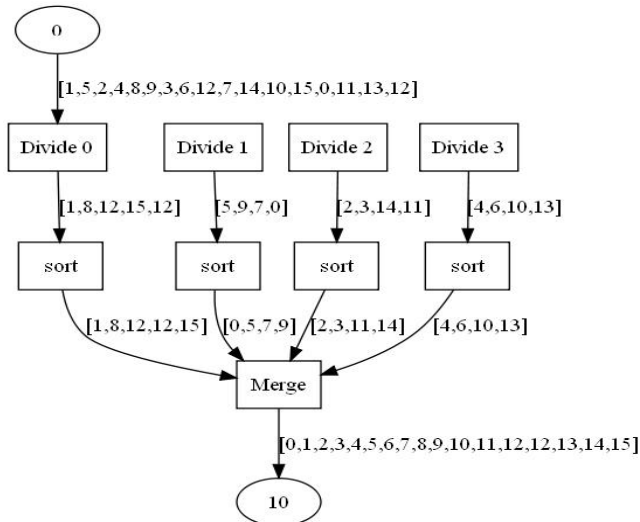 0
[1,5,2,4,8,9,3,6,12,7,14,10,15,0,11,13,12]
Divide 0 Divide 1 Divide 2 Divide 3
[1,8,12,15,12] [5,9,7,0] [2,3,14,11] [4,6,10,13]
sort sort sort sort
[1,8,12,12,15] [0,5,7,9] [2,3,11,14] [4,6,10,13]
Merge
[0,1,2,3,4,5,6,7,8,9,10,11,12,12,13,14,15]
10